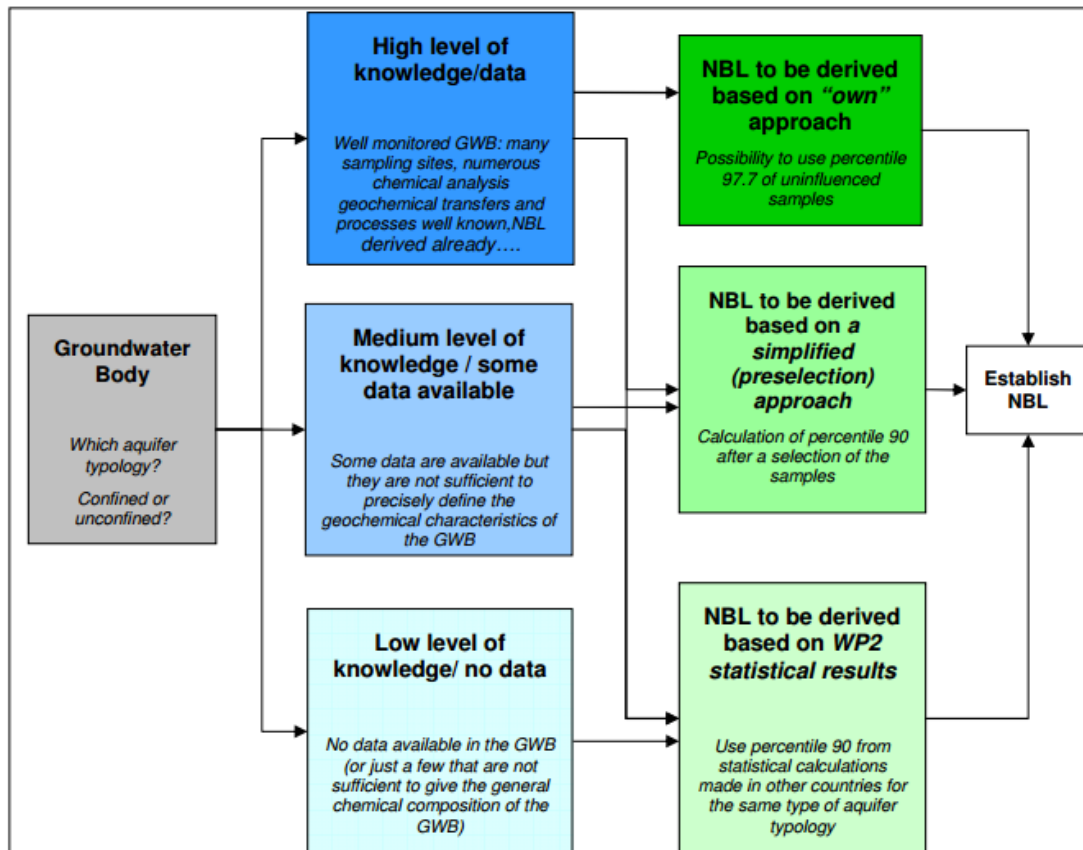 Groundwater
Body
Which aquifer
typology?
Confined or
unconfined?
High level of
knowledge/data
Well monitored GWB: many
sampling sites, numerous
chemical analysis
geochemical transfers and
processes well known,NBL
derived already….
Medium level of
knowledge / some
data available
Some data are available but
they are not sufficient to
precisely define the
geochemical characteristics of
the GWB
Low level of
knowledge/ no data
No data available in the GWB
(or just a few that are not
sufficient to give the general
chemical composition of the
GWB)
NBL to be derived
based on “own”
approach
Possibility to use percentile
97.7 of uninfluenced
samples
NBL to be derived
based on a
simplified
(preselection)
approach
Calculation of percentile 90
after a selection of the
samples
NBL to be derived
based on WP2
statistical results
Use percentile 90 from
statistical calculations
made in other countries for
the same type of aquifer
typology
Establish
NBL